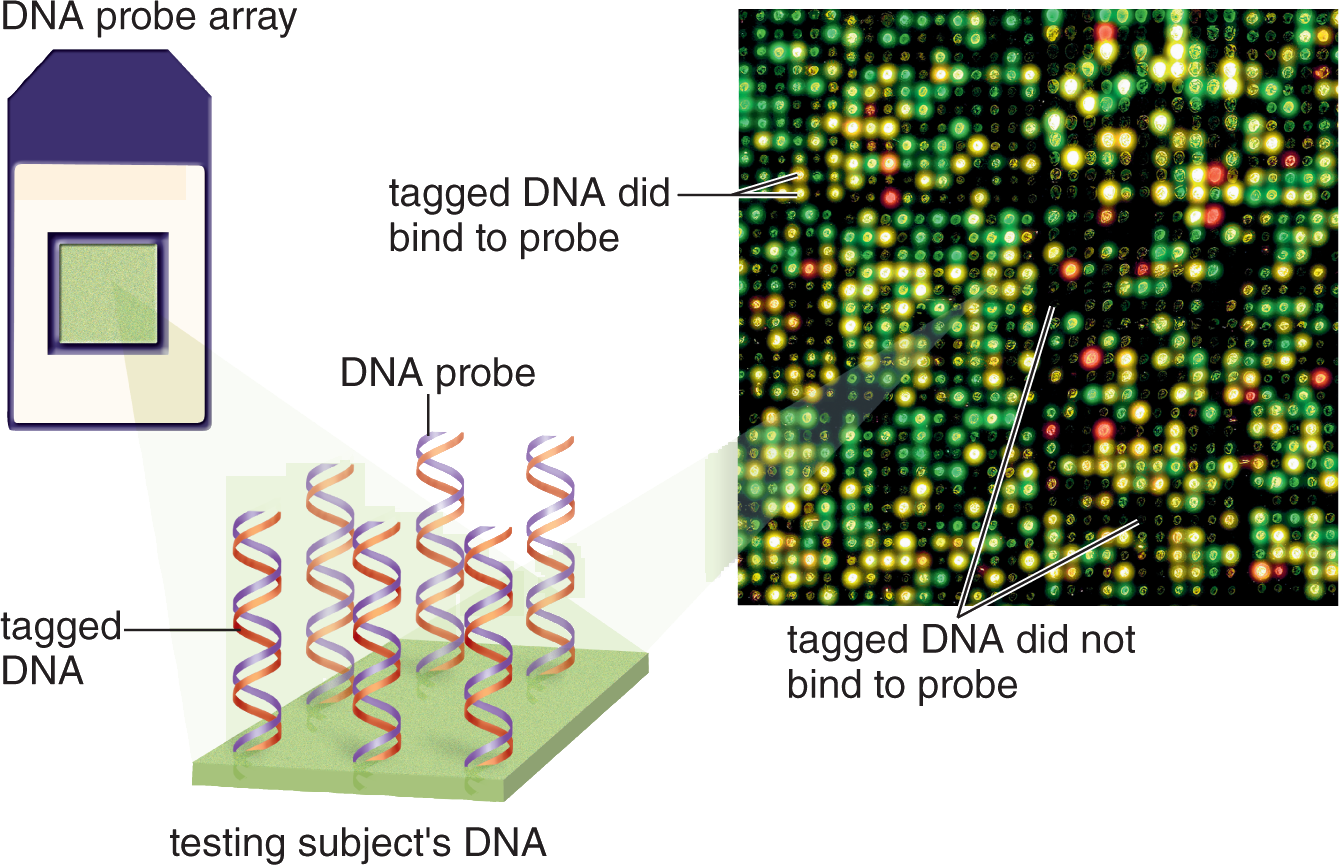 DNA probe array
tagged DNA did
bind to probe
DNA probe
tagged
DNA
tagged DNA did not
bind to probe
testing subject's DNA